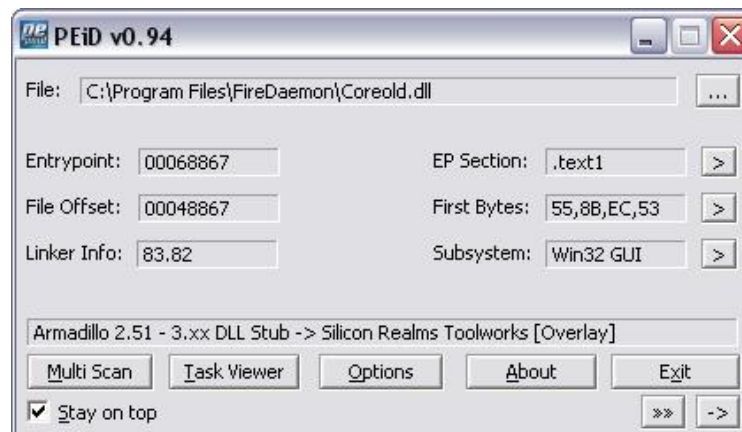 PEiD v0.94
File: C:\Program Files\FireDaemon\Coreold.dll ...
Entrypoint: 00068867 EP Section: .text1 >
File Offset: 00048867 First Bytes: 55,8B,EC,53 >
Linker Info: 83.82 Subsystem: Win32 GUI >
Armadillo 2.51 - 3.xx DLL Stub -> Silicon Realms Toolworks [Overlay]
Multi Scan Task Viewer Options About Exit
Stay on top »» ->